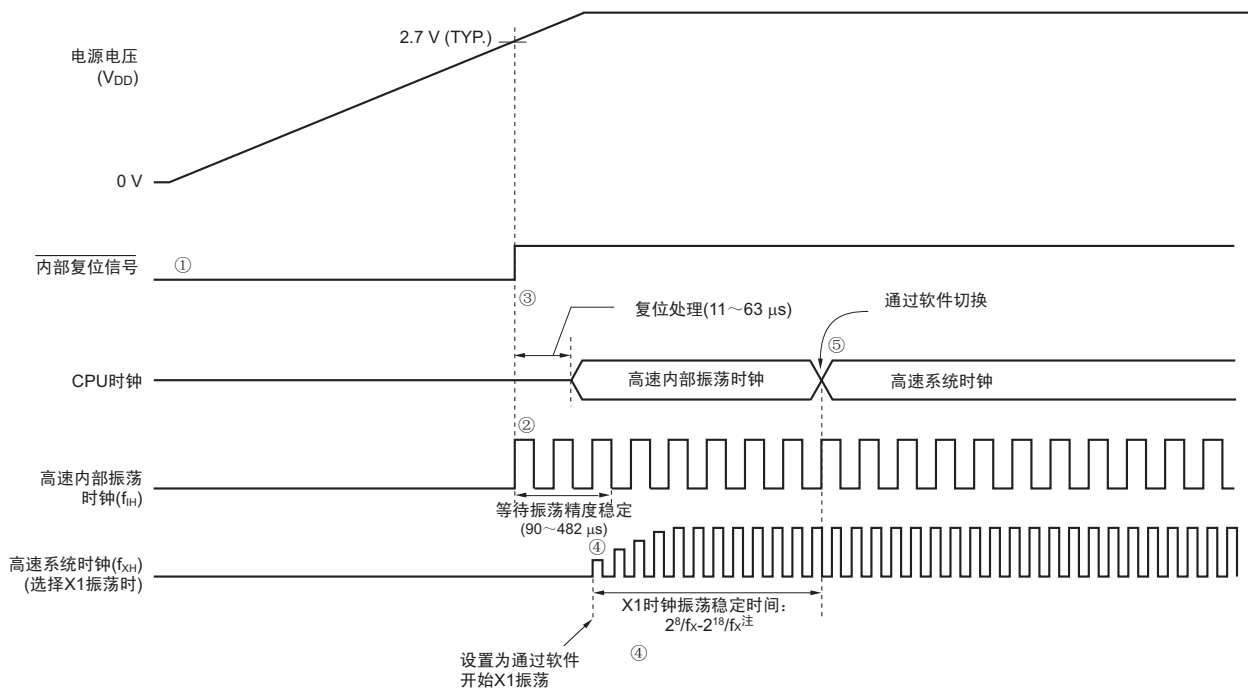 2.7 V (TYP.)
电源电压
(VDD)
0 V
内部复位信号
①
③
复位处理(11～63 μs)
通过软件切换
⑤
CPU时钟
高速内部振荡时钟
高速系统时钟
②
高速内部振荡
时钟(fIH)
等待振荡精度稳定
(90～482 μs)
④
高速系统时钟(fXH)
(选择X1振荡时)
X1时钟振荡稳定时间：
2⁸/fx-2¹⁸/fx注
④
设置为通过软件
开始X1振荡